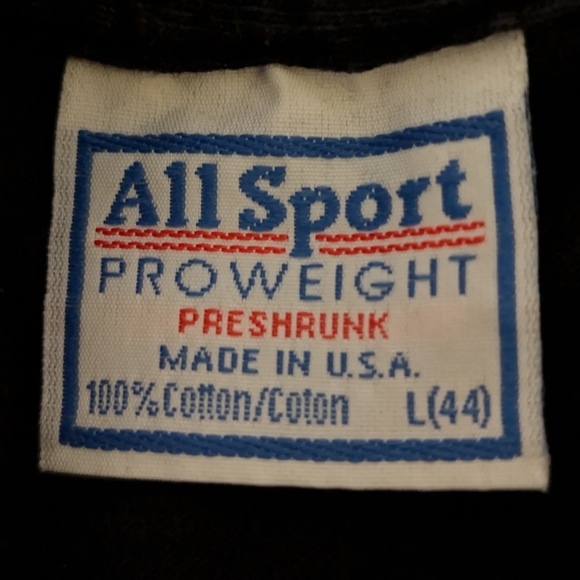 All Sport
PROWEIGHT
PRESHRUNK
MADE IN U.S.A.
100% Cotton/Coton L(44)